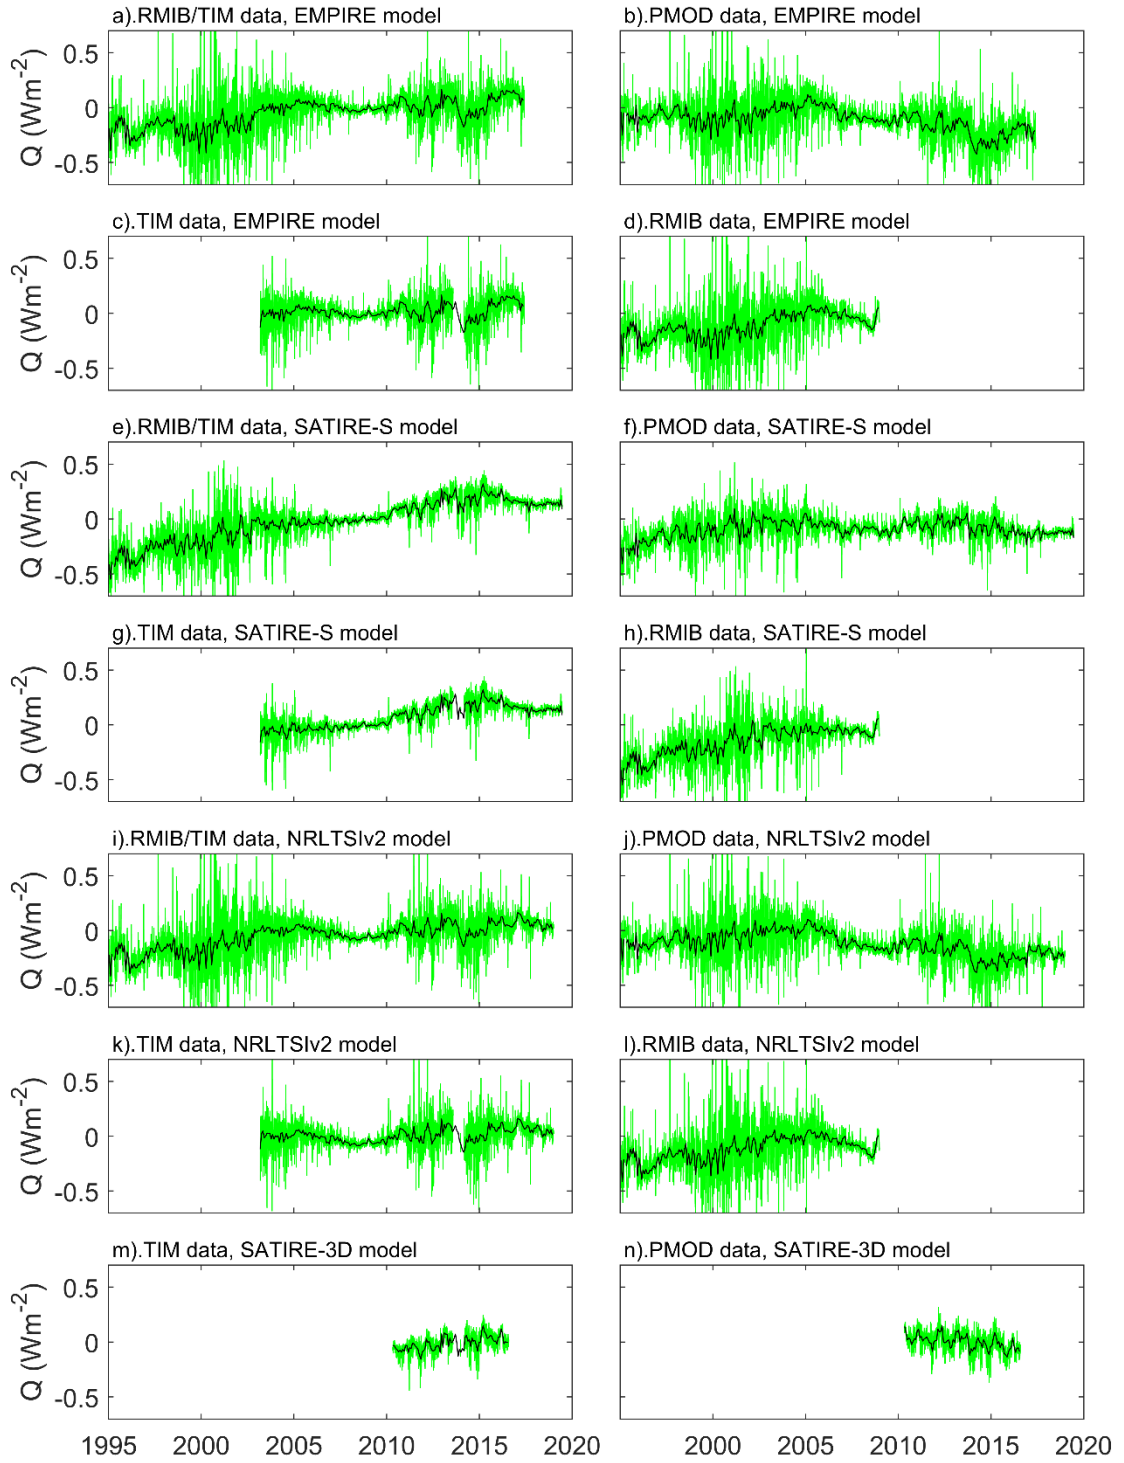 a).RMIB/TIM data, EMPIRE model
b).PMOD data, EMPIRE model
Q (Wm-2)
0.5
0
-0.5
c).TIM data, EMPIRE model
d).RMIB data, EMPIRE model
Q (Wm-2)
0.5
0
-0.5
e).RMIB/TIM data, SATIRE-S model
f).PMOD data, SATIRE-S model
Q (Wm-2)
0.5
0
-0.5
g).TIM data, SATIRE-S model
h).RMIB data, SATIRE-S model
Q (Wm-2)
0.5
0
-0.5
i).RMIB/TIM data, NRLTSIv2 model
j).PMOD data, NRLTSIv2 model
Q (Wm-2)
0.5
0
-0.5
k).TIM data, NRLTSIv2 model
l).RMIB data, NRLTSIv2 model
Q (Wm-2)
0.5
0
-0.5
m).TIM data, SATIRE-3D model
n).PMOD data, SATIRE-3D model
Q (Wm-2)
0.5
0
-0.5
1995 2000 2005 2010 2015 2020
2000 2005 2010 2015 2020